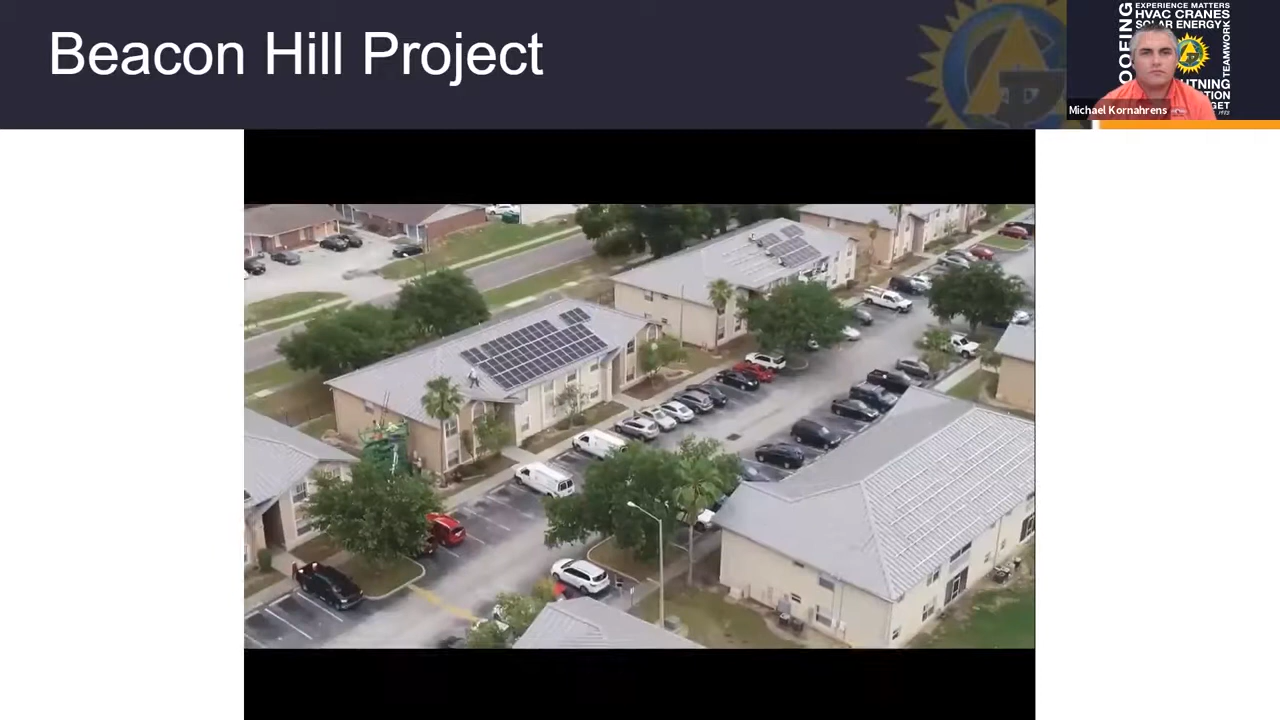 Beacon Hill Project
EXPERIENCE MATTERS
HVAC CRANES
SOLAR ENERGY
TEAMWORK
Michael Kornahrens